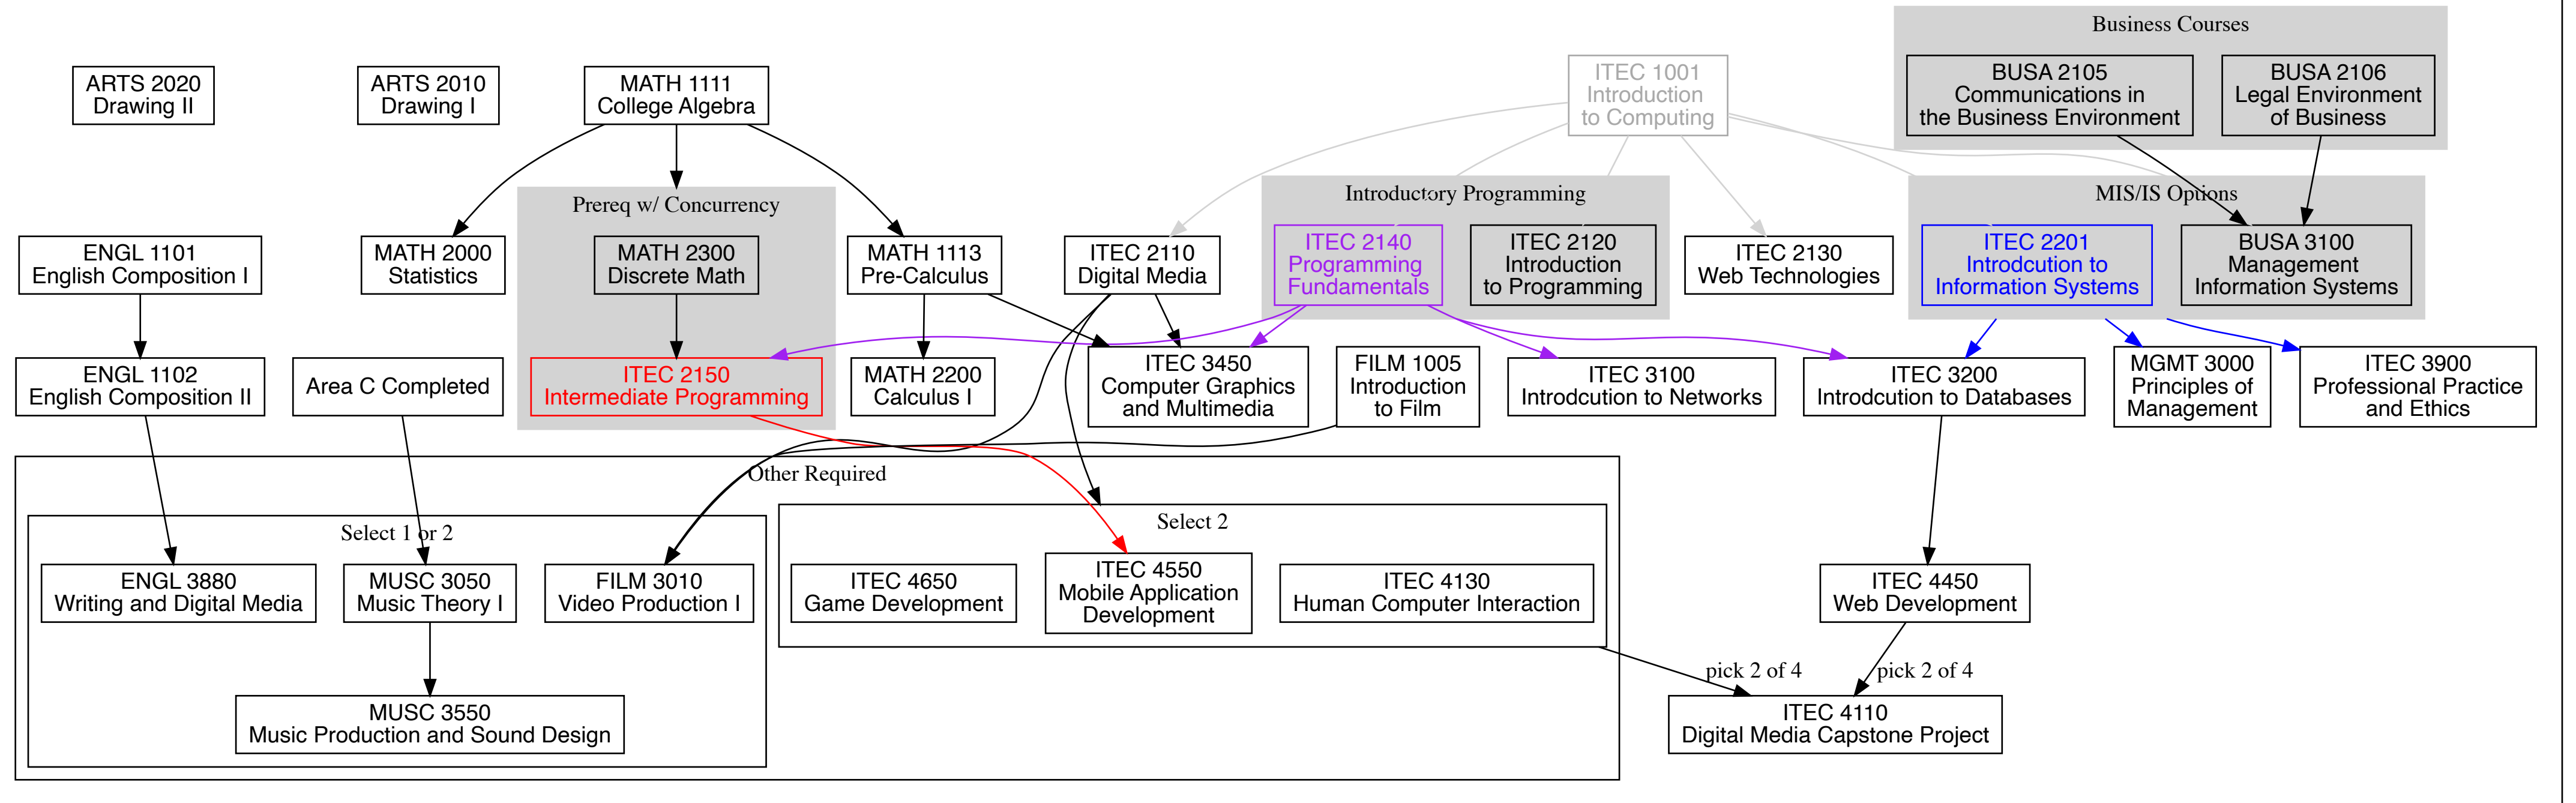 Business Courses
ARTS 2020
Drawing II
ARTS 2010
Drawing I
MATH 1111
College Algebra
ITEC 1001
Introduction
to Computing
BUSA 2105
Communications in
the Business Environment
BUSA 2106
Legal Environment
of Business
Prereq w/ Concurrency
Introductory Programming
MIS/IS Options
ENGL 1101
English Composition I
MATH 2000
Statistics
MATH 2300
Discrete Math
MATH 1113
Pre-Calculus
ITEC 2110
Digital Media
ITEC 2140
Programming
Fundamentals
ITEC 2120
Introduction
to Programming
ITEC 2130
Web Technologies
ITEC 2201
Introdcution to
Information Systems
BUSA 3100
Management
Information Systems
ENGL 1102
English Composition II
Area C Completed
ITEC 2150
Intermediate Programming
MATH 2200
Calculus I
ITEC 3450
Computer Graphics
and Multimedia
FILM 1005
Introduction
to Film
ITEC 3100
Introdcution to Networks
ITEC 3200
Introdcution to Databases
MGMT 3000
Principles of
Management
ITEC 3900
Professional Practice
and Ethics
Other Required
Select 1 or 2
Select 2
ENGL 3880
Writing and Digital Media
MUSC 3050
Music Theory I
FILM 3010
Video Production I
ITEC 4650
Game Development
ITEC 4550
Mobile Application
Development
ITEC 4130
Human Computer Interaction
ITEC 4450
Web Development
pick 2 of 4
pick 2 of 4
MUSC 3550
Music Production and Sound Design
ITEC 4110
Digital Media Capstone Project